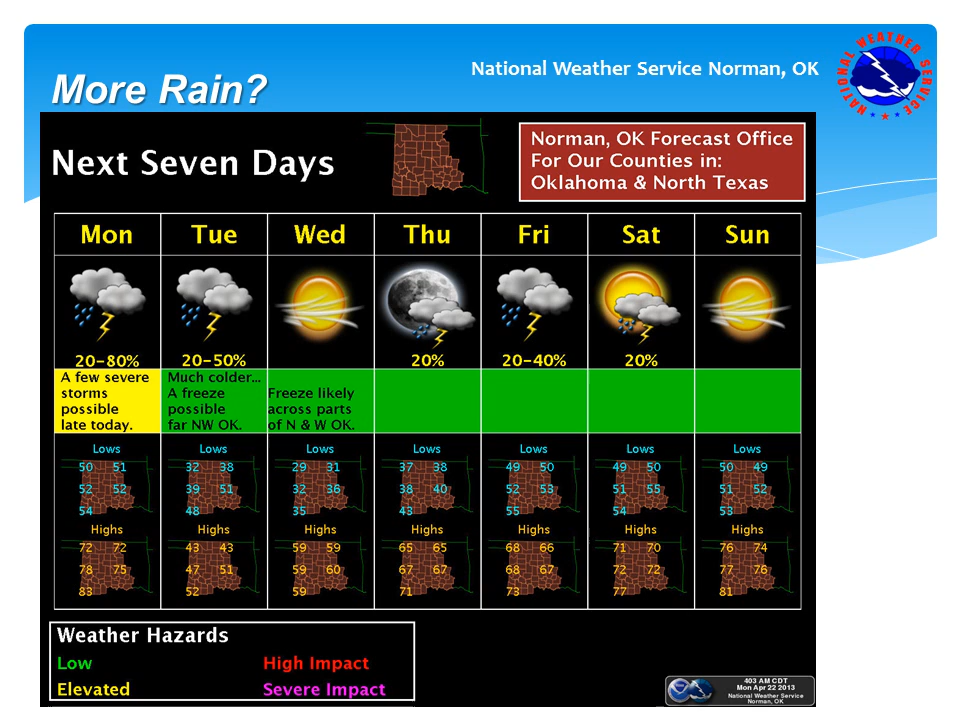 More Rain?
National Weather Service Norman, OK
NATIONAL WEATHER SERVICE
Next Seven Days
Norman, OK Forecast Office
For Our Counties in:
Oklahoma & North Texas
Mon Tue Wed Thu Fri Sat Sun
20-80% 20-50% 20% 20-40% 20%
A few severe
storms
possible
late today.
Much colder...
A freeze
possible
far NW OK.
Freeze likely
across parts
of N & W OK.
Lows Lows Lows Lows Lows Lows Lows
50 51 32 38 29 31 37 38 49 50 49 50 50 49
52 52 39 51 32 36 38 40 52 53 51 55 51 52
54 48 35 43 55 54 53
Highs Highs Highs Highs Highs Highs Highs
72 72 43 43 59 59 65 65 68 66 71 70 76 74
78 75 47 51 59 60 67 67 68 67 72 72 77 76
83 52 59 71 73 77 81
Weather Hazards
Low High Impact
Elevated Severe Impact
403 AM CDT
Mon Apr 22 2013
National Weather Service
Norman, OK